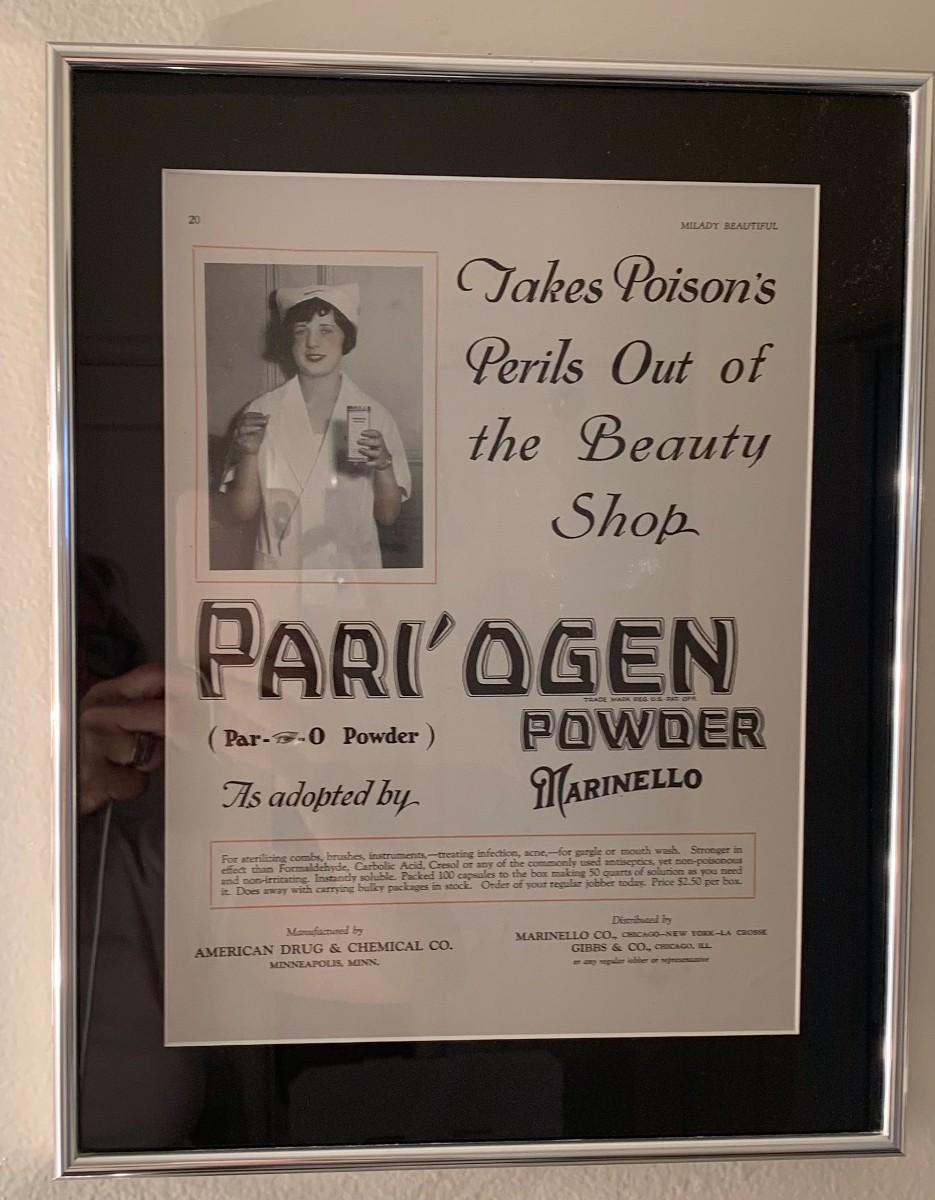 20
MILADY BEAUTIFUL
Takes Poison's
Perils Out of
the Beauty
Shop
PARI'OGEN
TRADE MARK REG. U.S. PAT. OFF.
POWDER
(Par-👁-O Powder)
As adopted by
MARINELLO
For sterilizing combs, brushes, instruments,—treating infection, acne,—for gargle or mouth wash. Stronger in
effect than Formaldehyde, Carbolic Acid, Cresol or any of the commonly used antiseptics, yet non-poisonous
and non-irritating. Instantly soluble. Packed 100 capsules to the box making 50 quarts of solution as you need
it. Does away with carrying bulky packages in stock. Order of your regular jobber today. Price $2.50 per box.
Manufactured by
AMERICAN DRUG & CHEMICAL CO.
MINNEAPOLIS, MINN.
Distributed by
MARINELLO CO., CHICAGO—NEW YORK—LA CROSSE
GIBBS & CO., CHICAGO, ILL.
or any regular jobber or representative